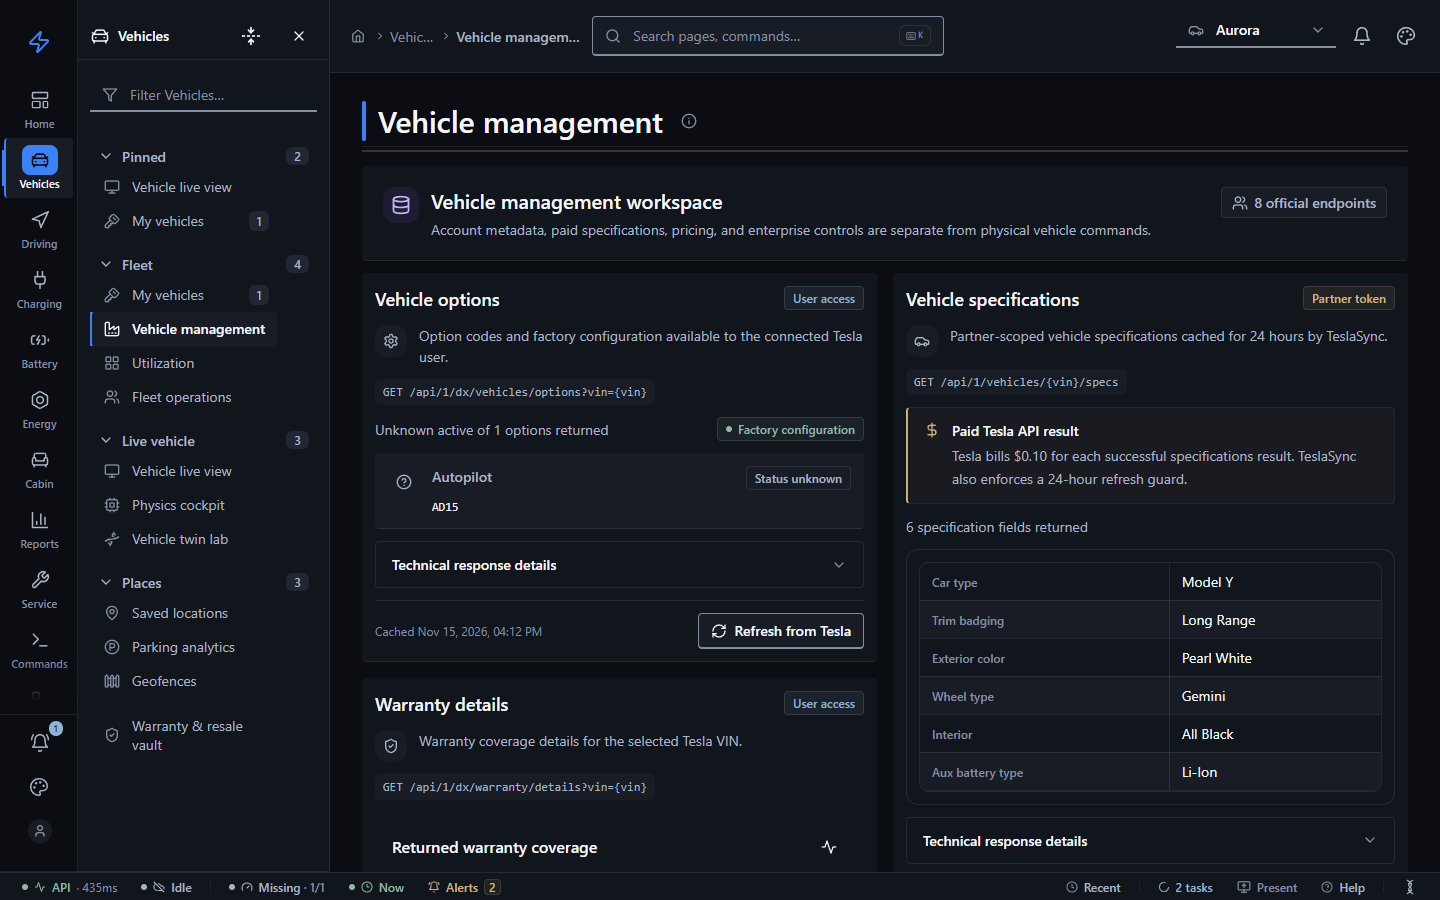 Home
Vehicles
Driving
Charging
Battery
Energy
Cabin
Reports
Service
Commands
1
Vehicles
Filter Vehicles...
Pinned 2
Vehicle live view
My vehicles 1
Fleet 4
My vehicles 1
Vehicle management
Utilization
Fleet operations
Live vehicle 3
Vehicle live view
Physics cockpit
Vehicle twin lab
Places 3
Saved locations
Parking analytics
Geofences
Warranty & resale
vault
Vehic... Vehicle managem...
Search pages, commands... K
Aurora
Vehicle management
Vehicle management workspace
Account metadata, paid specifications, pricing, and enterprise controls are separate from physical vehicle commands.
8 official endpoints
Vehicle options
User access
Option codes and factory configuration available to the connected Tesla
user.
GET /api/1/dx/vehicles/options?vin={vin}
Unknown active of 1 options returned
Factory configuration
Autopilot
Status unknown
AD15
Technical response details
Cached Nov 15, 2026, 04:12 PM
Refresh from Tesla
Warranty details
User access
Warranty coverage details for the selected Tesla VIN.
GET /api/1/dx/warranty/details?vin={vin}
Returned warranty coverage
Vehicle specifications
Partner token
Partner-scoped vehicle specifications cached for 24 hours by TeslaSync.
GET /api/1/vehicles/{vin}/specs
Paid Tesla API result
Tesla bills $0.10 for each successful specifications result. TeslaSync
also enforces a 24-hour refresh guard.
6 specification fields returned
Car type Model Y
Trim badging Long Range
Exterior color Pearl White
Wheel type Gemini
Interior All Black
Aux battery type Li-Ion
Technical response details
API · 435ms
Idle
Missing · 1/1
Now
Alerts 2
Recent
2 tasks
Present
Help